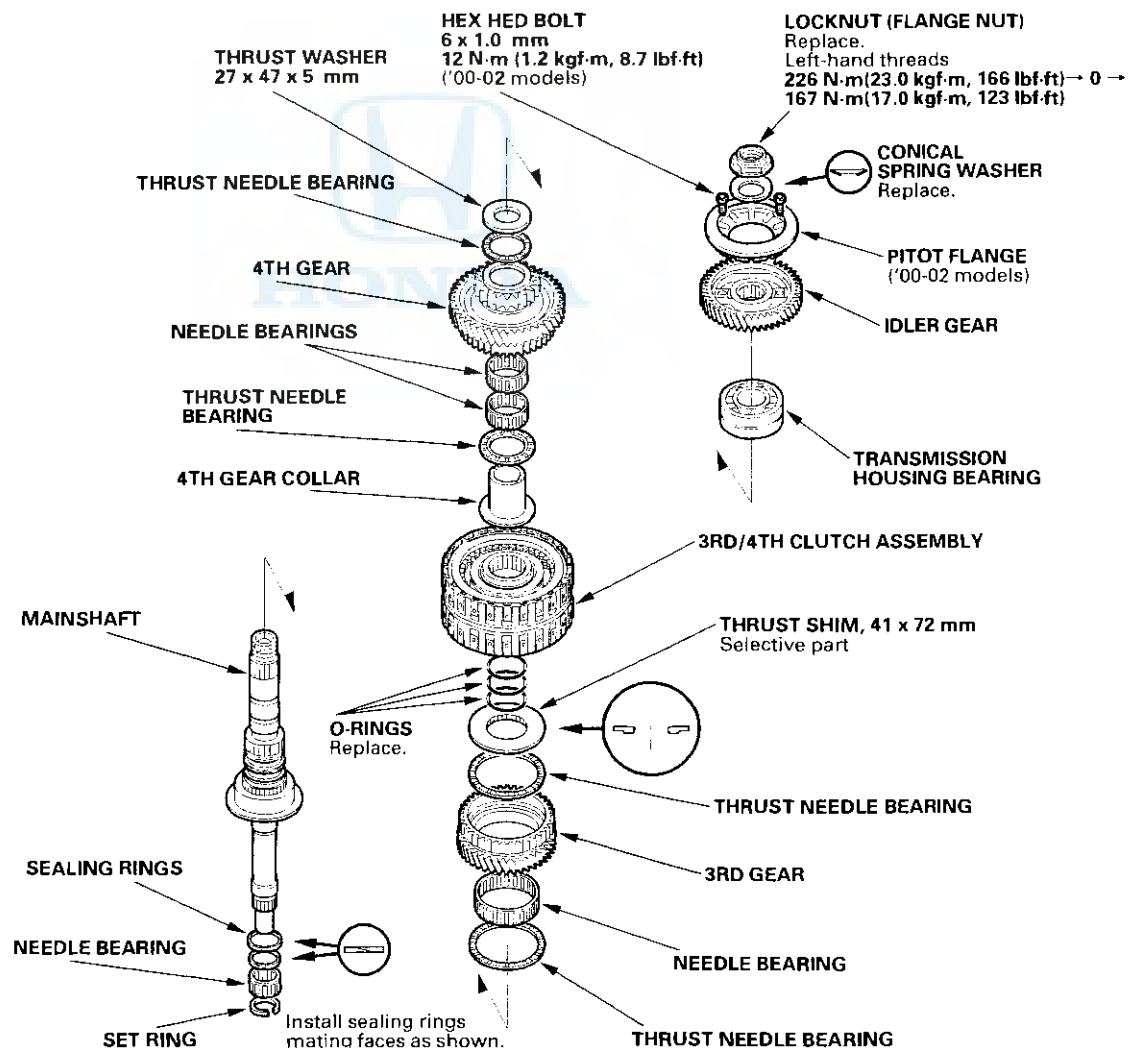 HEX HED BOLT
6 x 1.0 mm
12 N·m (1.2 kgf·m, 8.7 lbf·ft)
('00-02 models)
LOCKNUT (FLANGE NUT)
Replace.
Left-hand threads
226 N·m(23.0 kgf·m, 166 lbf·ft)→ 0 →
167 N·m(17.0 kgf·m, 123 lbf·ft)
THRUST WASHER
27 x 47 x 5 mm
CONICAL
SPRING WASHER
Replace.
THRUST NEEDLE BEARING
PITOT FLANGE
('00-02 models)
4TH GEAR
HONDA
IDLER GEAR
NEEDLE BEARINGS
THRUST NEEDLE
BEARING
TRANSMISSION
HOUSING BEARING
4TH GEAR COLLAR
3RD/4TH CLUTCH ASSEMBLY
MAINSHAFT
THRUST SHIM, 41 x 72 mm
Selective part
O-RINGS
Replace.
THRUST NEEDLE BEARING
SEALING RINGS
3RD GEAR
NEEDLE BEARING
NEEDLE BEARING
SET RING
Install sealing rings
mating faces as shown.
THRUST NEEDLE BEARING